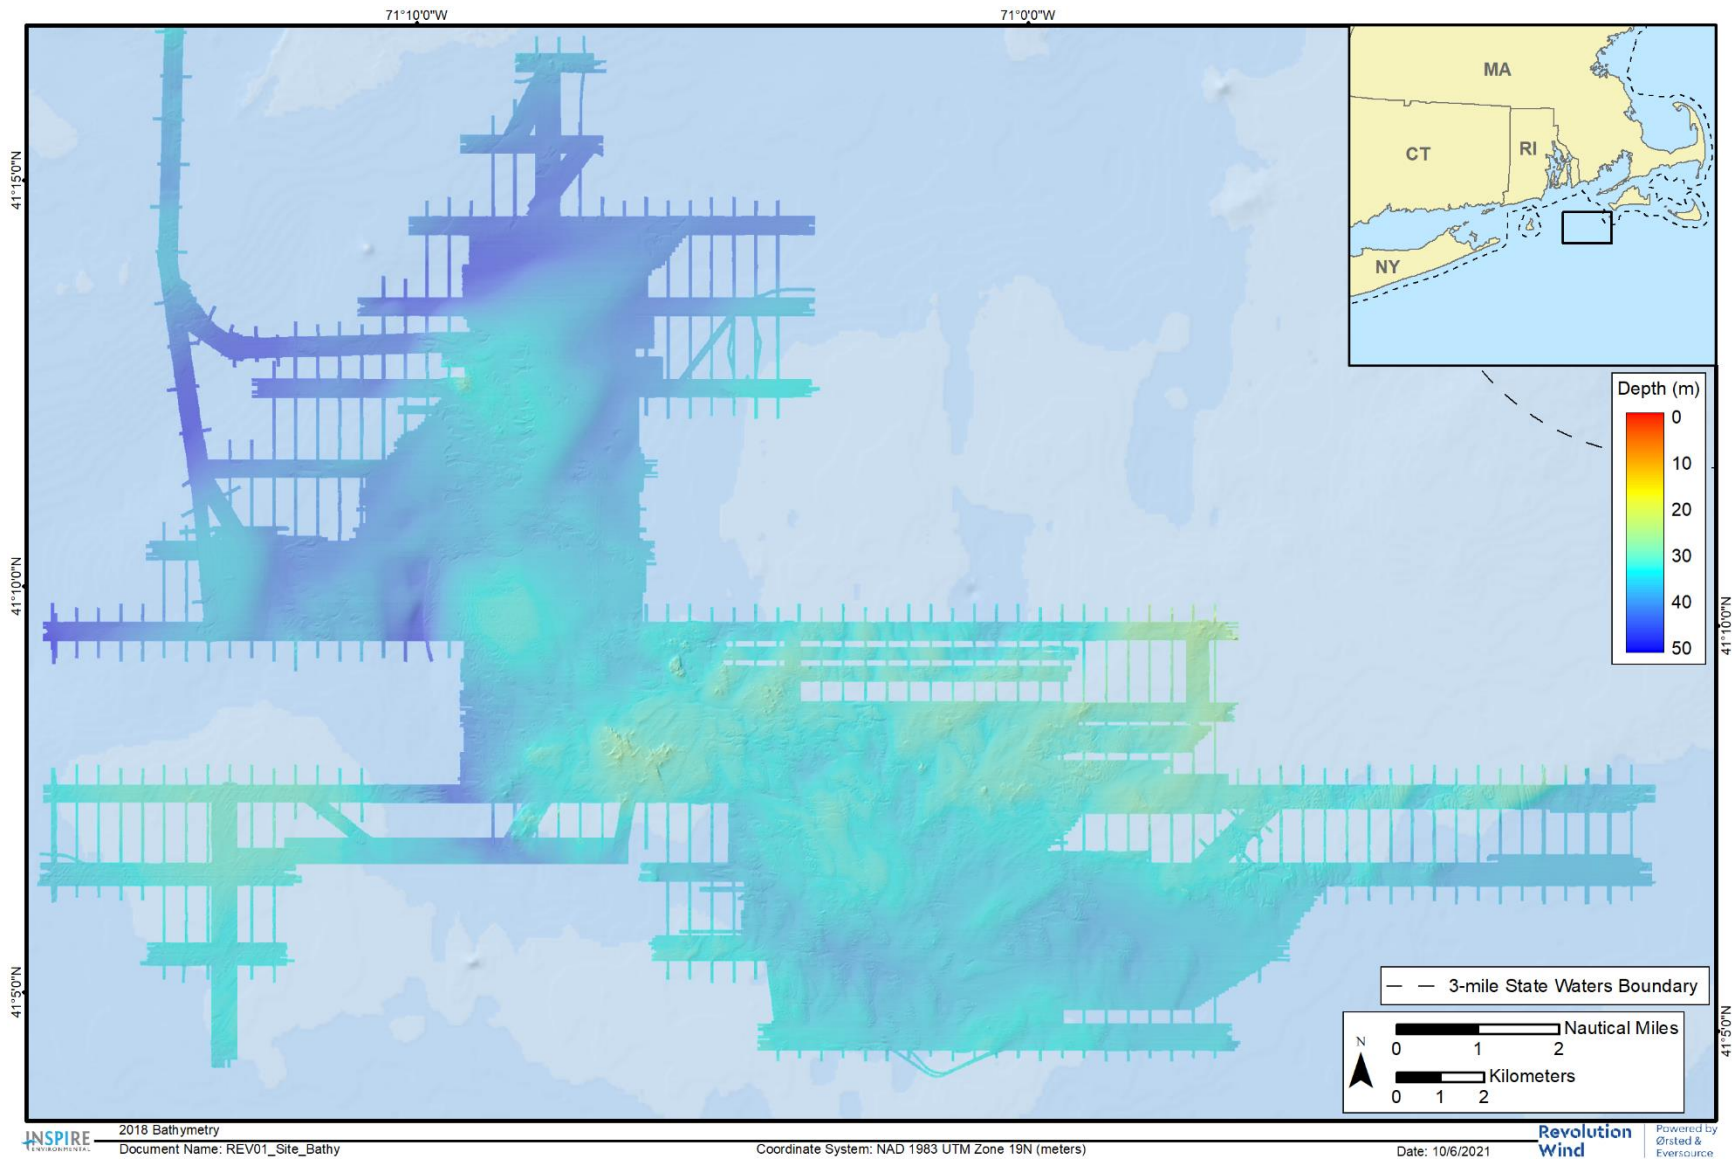 71°10'0"W
71°0'0"W
MA
CT
RI
NY
41°15'0"N
Depth (m)
0
10
20
30
40
50
41°10'0"N
41°10'0"N
3-mile State Waters Boundary
41°5'0"N
41°5'0"N
N
Nautical Miles
0 1 2
Kilometers
0 1 2
INSPIRE
ENVIRONMENTAL
2018 Bathymetry
Document Name: REV01_Site_Bathy
Coordinate System: NAD 1983 UTM Zone 19N (meters)
Date: 10/6/2021
Revolution
Wind
Powered by
Ørsted &
Eversource